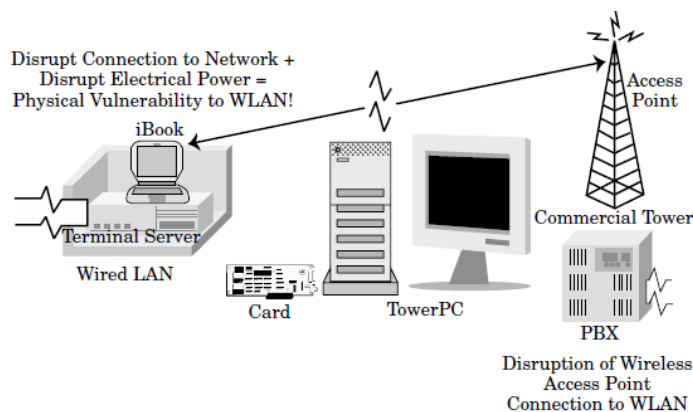 Disrupt Connection to Network +
Disrupt Electrical Power =
Physical Vulnerability to WLAN!
iBook
Access
Point
Terminal Server
Wired LAN
Commercial Tower
Card
TowerPC
PBX
Disruption of Wireless
Access Point
Connection to WLAN